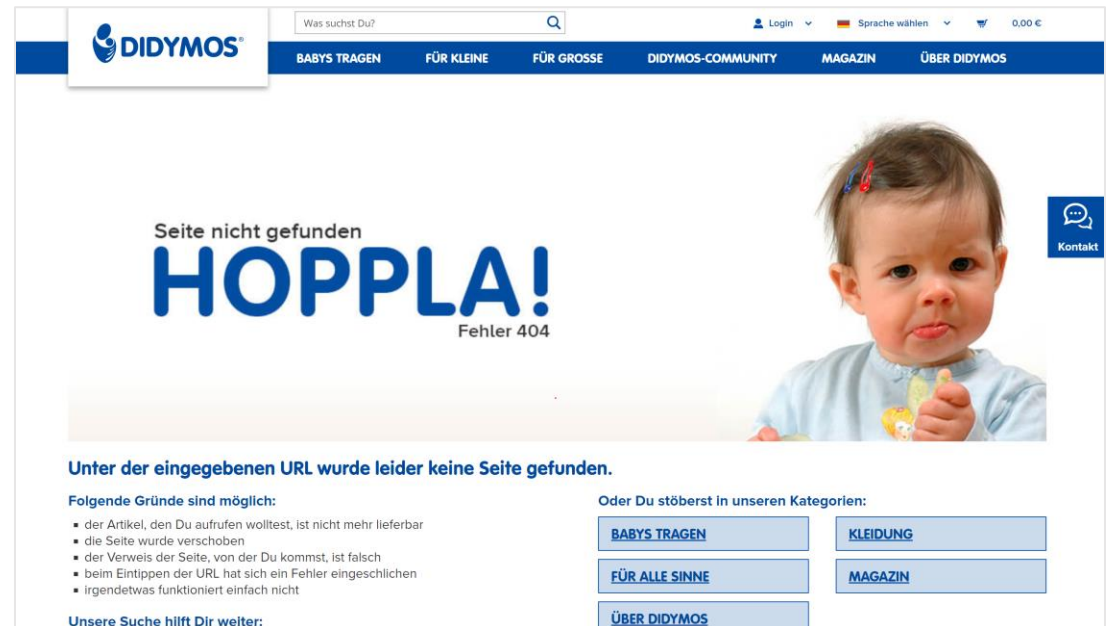 Was suchst Du?
Login
Sprache wählen
0,00 €
DIDYMOS®
BABYS TRAGEN
FÜR KLEINE
FÜR GROSSE
DIDYMOS-COMMUNITY
MAGAZIN
ÜBER DIDYMOS
Kontakt
Seite nicht gefunden
HOPPLA!
Fehler 404
Unter der eingegebenen URL wurde leider keine Seite gefunden.
Folgende Gründe sind möglich:
der Artikel, den Du aufrufen wolltest, ist nicht mehr lieferbar
die Seite wurde verschoben
der Verweis der Seite, von der Du kommst, ist falsch
beim Eintippen der URL hat sich ein Fehler eingeschlichen
irgendetwas funktioniert einfach nicht
Unsere Suche hilft Dir weiter:
Oder Du stöberst in unseren Kategorien:
BABYS TRAGEN
KLEIDUNG
FÜR ALLE SINNE
MAGAZIN
ÜBER DIDYMOS